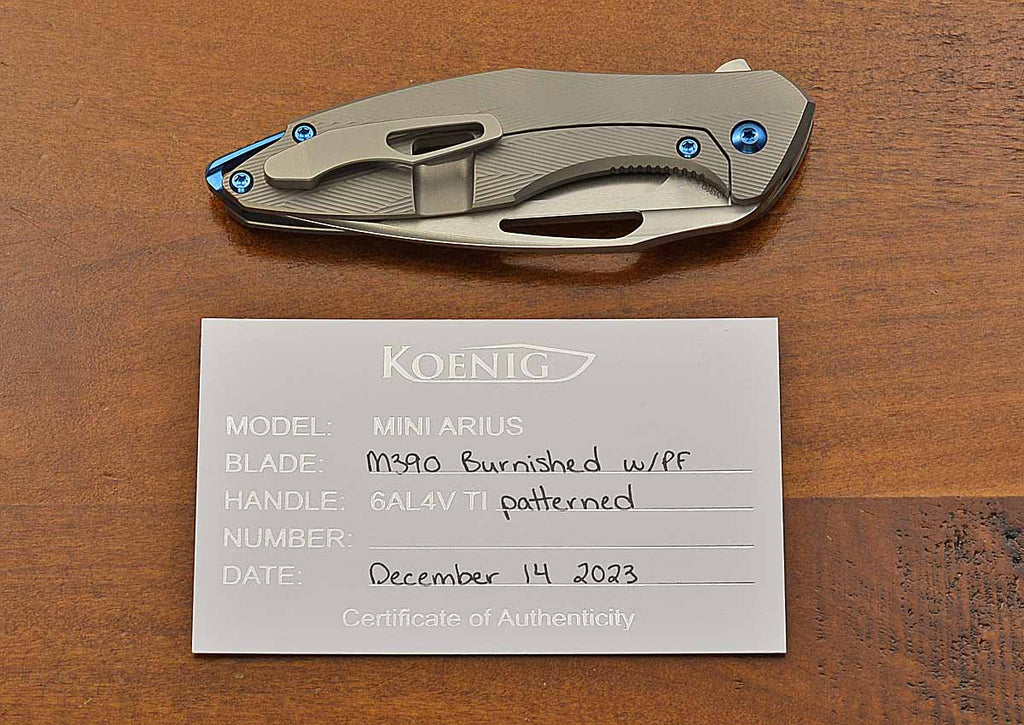 KOENIG
MODEL: MINI ARIUS
BLADE: M390 Burnished w/PF
HANDLE: 6AL4V TI patterned
NUMBER:
DATE: December 14 2023
Certificate of Authenticity